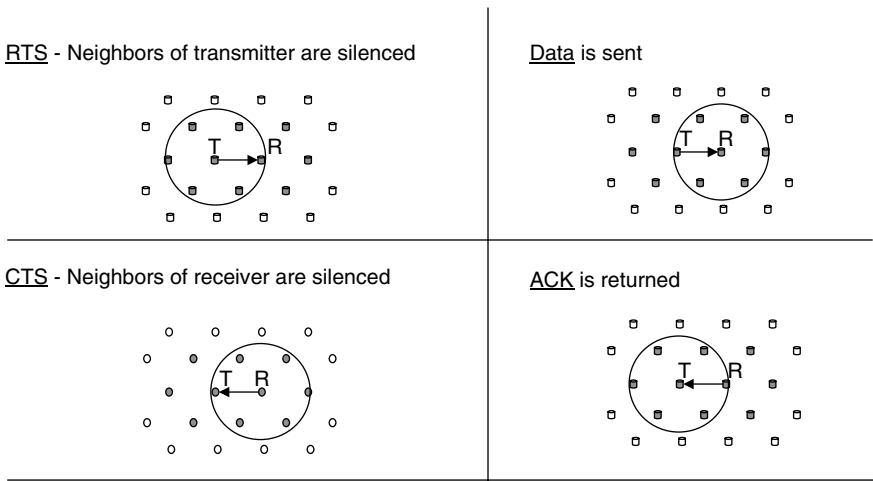 RTS - Neighbors of transmitter are silenced
T R
Data is sent
T R
CTS - Neighbors of receiver are silenced
T R
ACK is returned
T R